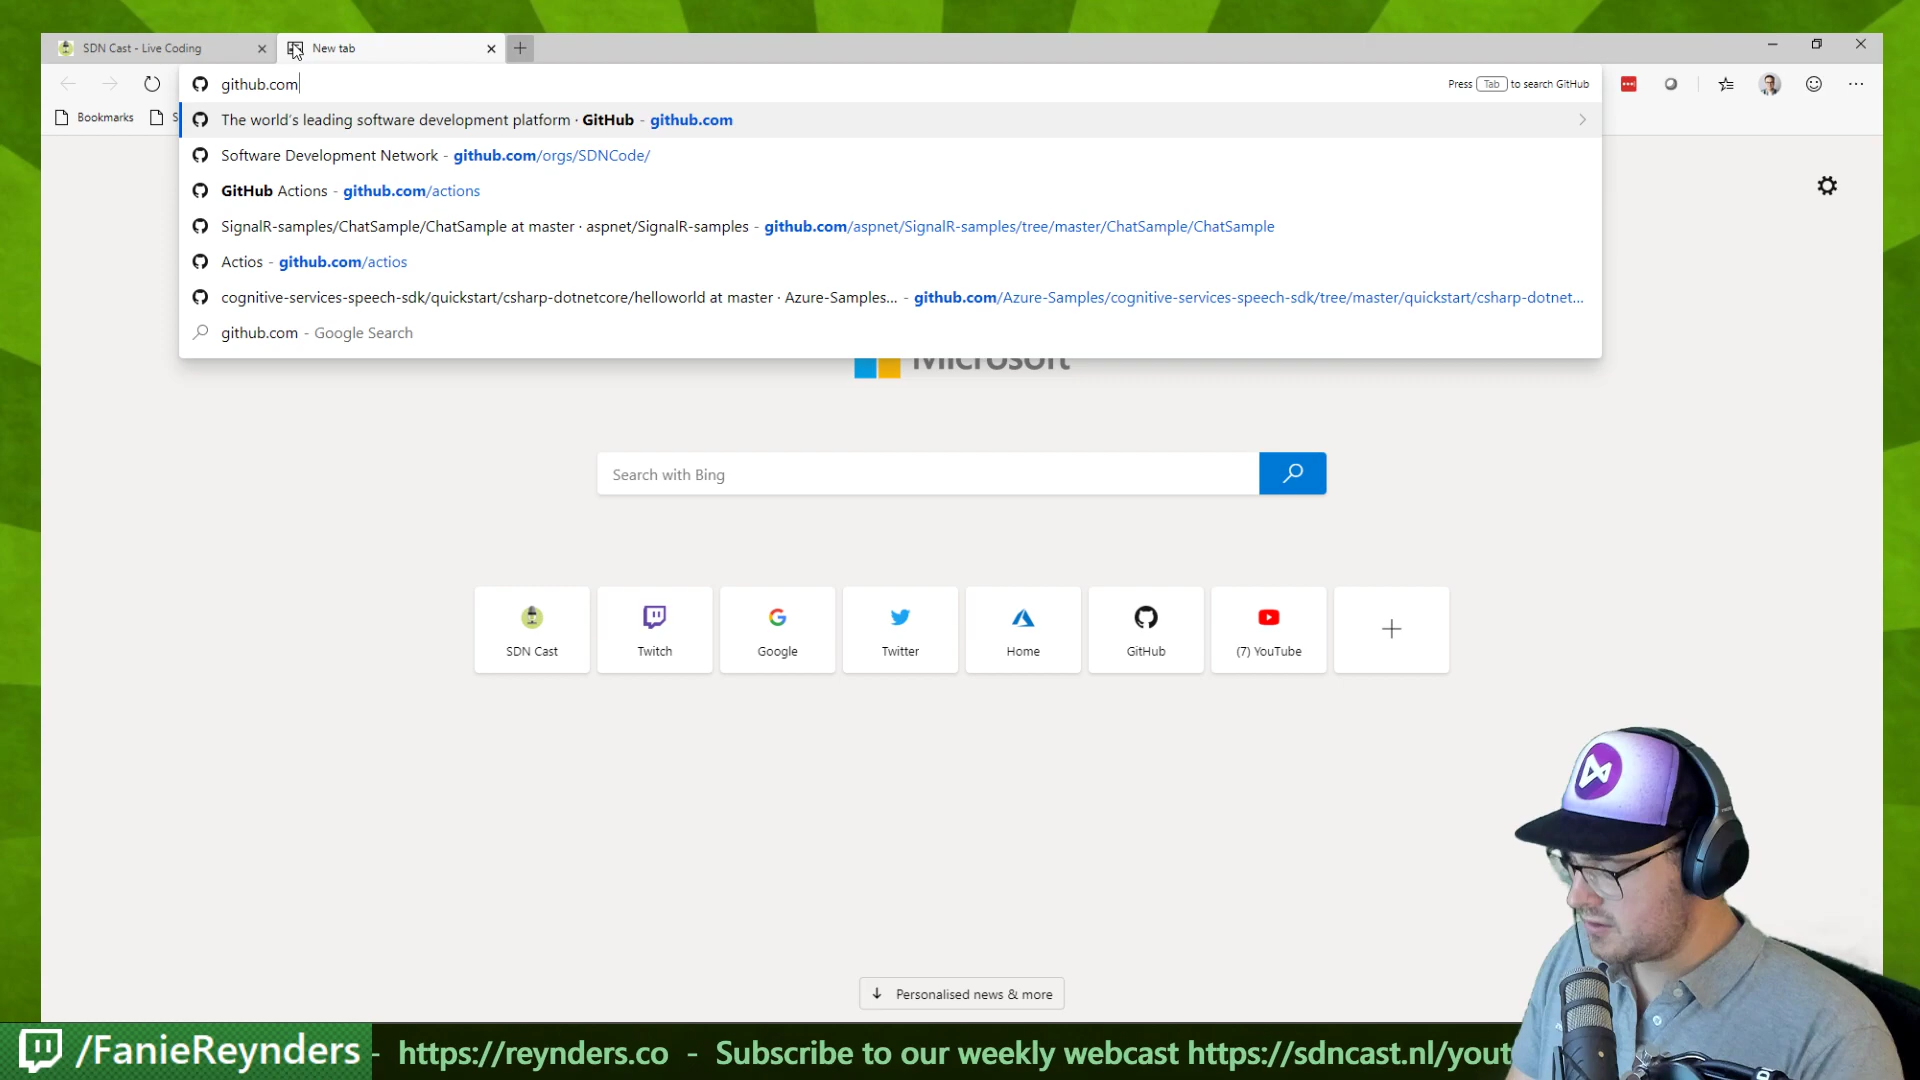 SDN Cast - Live Coding
New tab
github.com
Press Tab to search GitHub
Bookmarks
S
The world's leading software development platform · GitHub - github.com
Software Development Network - github.com/orgs/SDNCode/
GitHub Actions - github.com/actions
SignalR-samples/ChatSample/ChatSample at master · aspnet/SignalR-samples - github.com/aspnet/SignalR-samples/tree/master/ChatSample/ChatSample
Actios - github.com/actios
cognitive-services-speech-sdk/quickstart/csharp-dotnetcore/helloworld at master · Azure-Samples... - github.com/Azure-Samples/cognitive-services-speech-sdk/tree/master/quickstart/csharp-dotnet...
github.com - Google Search
Microsoft
Search with Bing
SDN Cast
Twitch
Google
Twitter
Home
GitHub
(7) YouTube
Personalised news & more
/FanieReynders - https://reynders.co - Subscribe to our weekly webcast https://sdncast.nl/yout